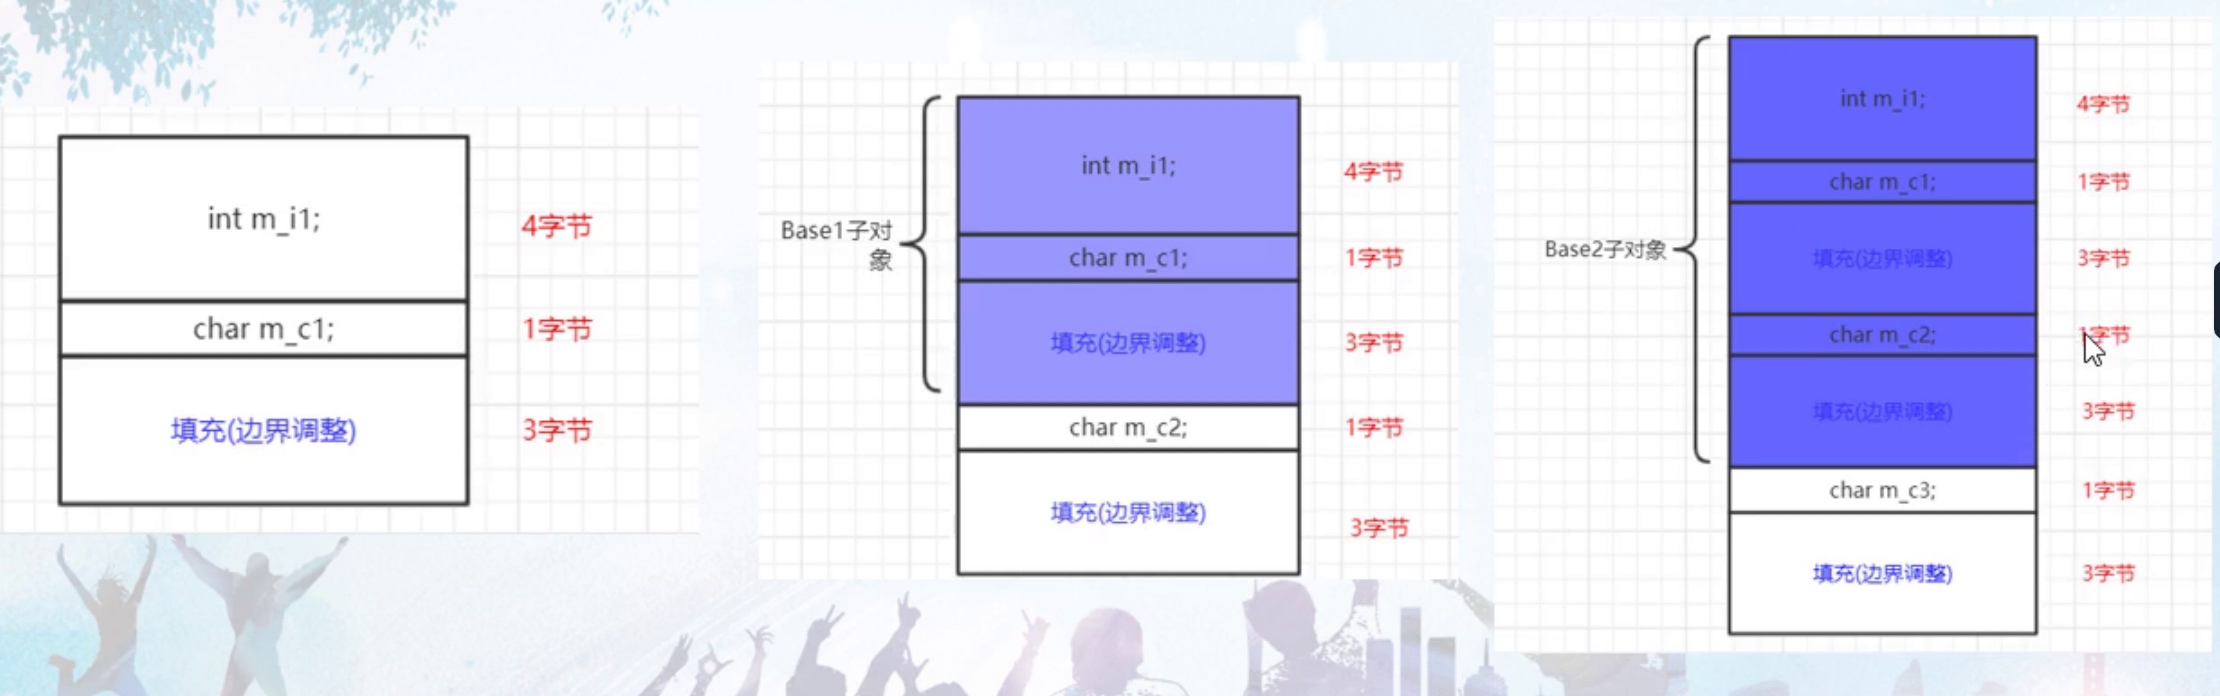 int m_i1;
4字节
char m_c1;
1字节
填充(边界调整)
3字节
Base1子对
象
int m_i1;
4字节
char m_c1;
1字节
填充(边界调整)
3字节
char m_c2;
1字节
填充(边界调整)
3字节
Base2子对象
int m_i1;
4字节
char m_c1;
1字节
填充(边界调整)
3字节
char m_c2;
1字节
填充(边界调整)
3字节
char m_c3;
1字节
填充(边界调整)
3字节